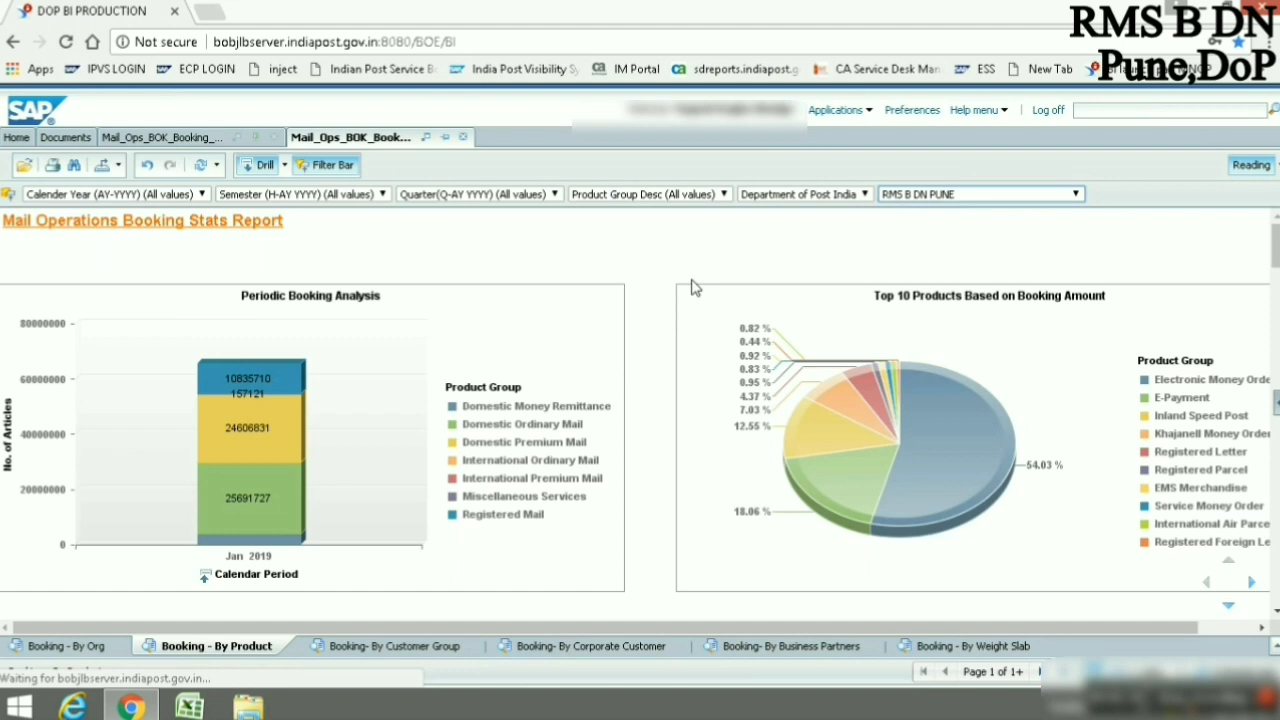 DOP BI PRODUCTION
RMS B DN
Pune,DoP
Not secure
bobjlbserver.indiapost.gov.in:8080/BOE/BI
Apps IPVS LOGIN ECP LOGIN inject Indian Post Service India Post Visibility Sy IM Portal sdreports.indiapost.g CA Service Desk Man ESS New Tab
SAP
Applications Preferences Help menu Log off
Home Documents Mail_Ops_BOK_Booking_... Mail_Ops_BOK_Book...
Drill Filter Bar Reading
Calender Year (AY-YYYY) (All values) Semester (H-AY YYYY) (All values) Quarter(Q-AY YYYY) (All values) Product Group Desc (All values) Department of Post India RMS B DN PUNE
Mail Operations Booking Stats Report
Periodic Booking Analysis
No. of Articles
80000000
60000000
40000000
20000000
0
10835710
157121
24606831
25691727
Jan 2019
Calendar Period
Product Group
Domestic Money Remittance
Domestic Ordinary Mail
Domestic Premium Mail
International Ordinary Mail
International Premium Mail
Miscellaneous Services
Registered Mail
Top 10 Products Based on Booking Amount
0.82 %
0.44 %
0.92 %
0.83 %
0.95 %
4.37 %
7.03 %
12.55 %
18.06 %
54.03 %
Product Group
Electronic Money Orde
E-Payment
Inland Speed Post
Khajanell Money Order
Registered Letter
Registered Parcel
EMS Merchandise
Service Money Order
International Air Parce
Registered Foreign Le
Booking - By Org Booking - By Product Booking- By Customer Group Booking- By Corporate Customer Booking- By Business Partners Booking - By Weight Slab
Waiting for bobjlbserver.indiapost.gov.in...
Page 1 of 1+